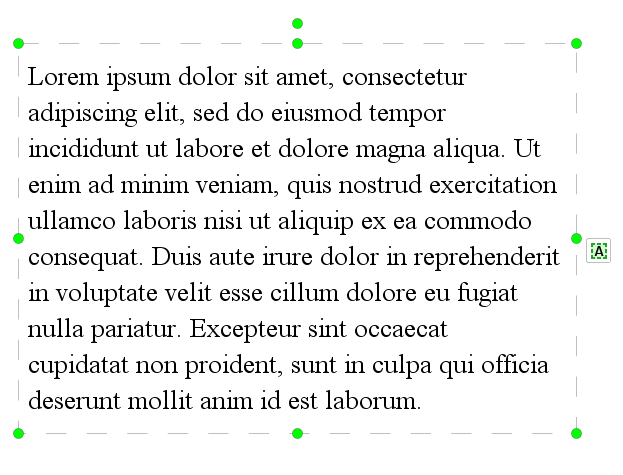 Lorem ipsum dolor sit amet, consectetur
adipiscing elit, sed do eiusmod tempor
incididunt ut labore et dolore magna aliqua. Ut
enim ad minim veniam, quis nostrud exercitation
ullamco laboris nisi ut aliquip ex ea commodo
consequat. Duis aute irure dolor in reprehenderit
in voluptate velit esse cillum dolore eu fugiat
nulla pariatur. Excepteur sint occaecat
cupidatat non proident, sunt in culpa qui officia
deserunt mollit anim id est laborum.
A